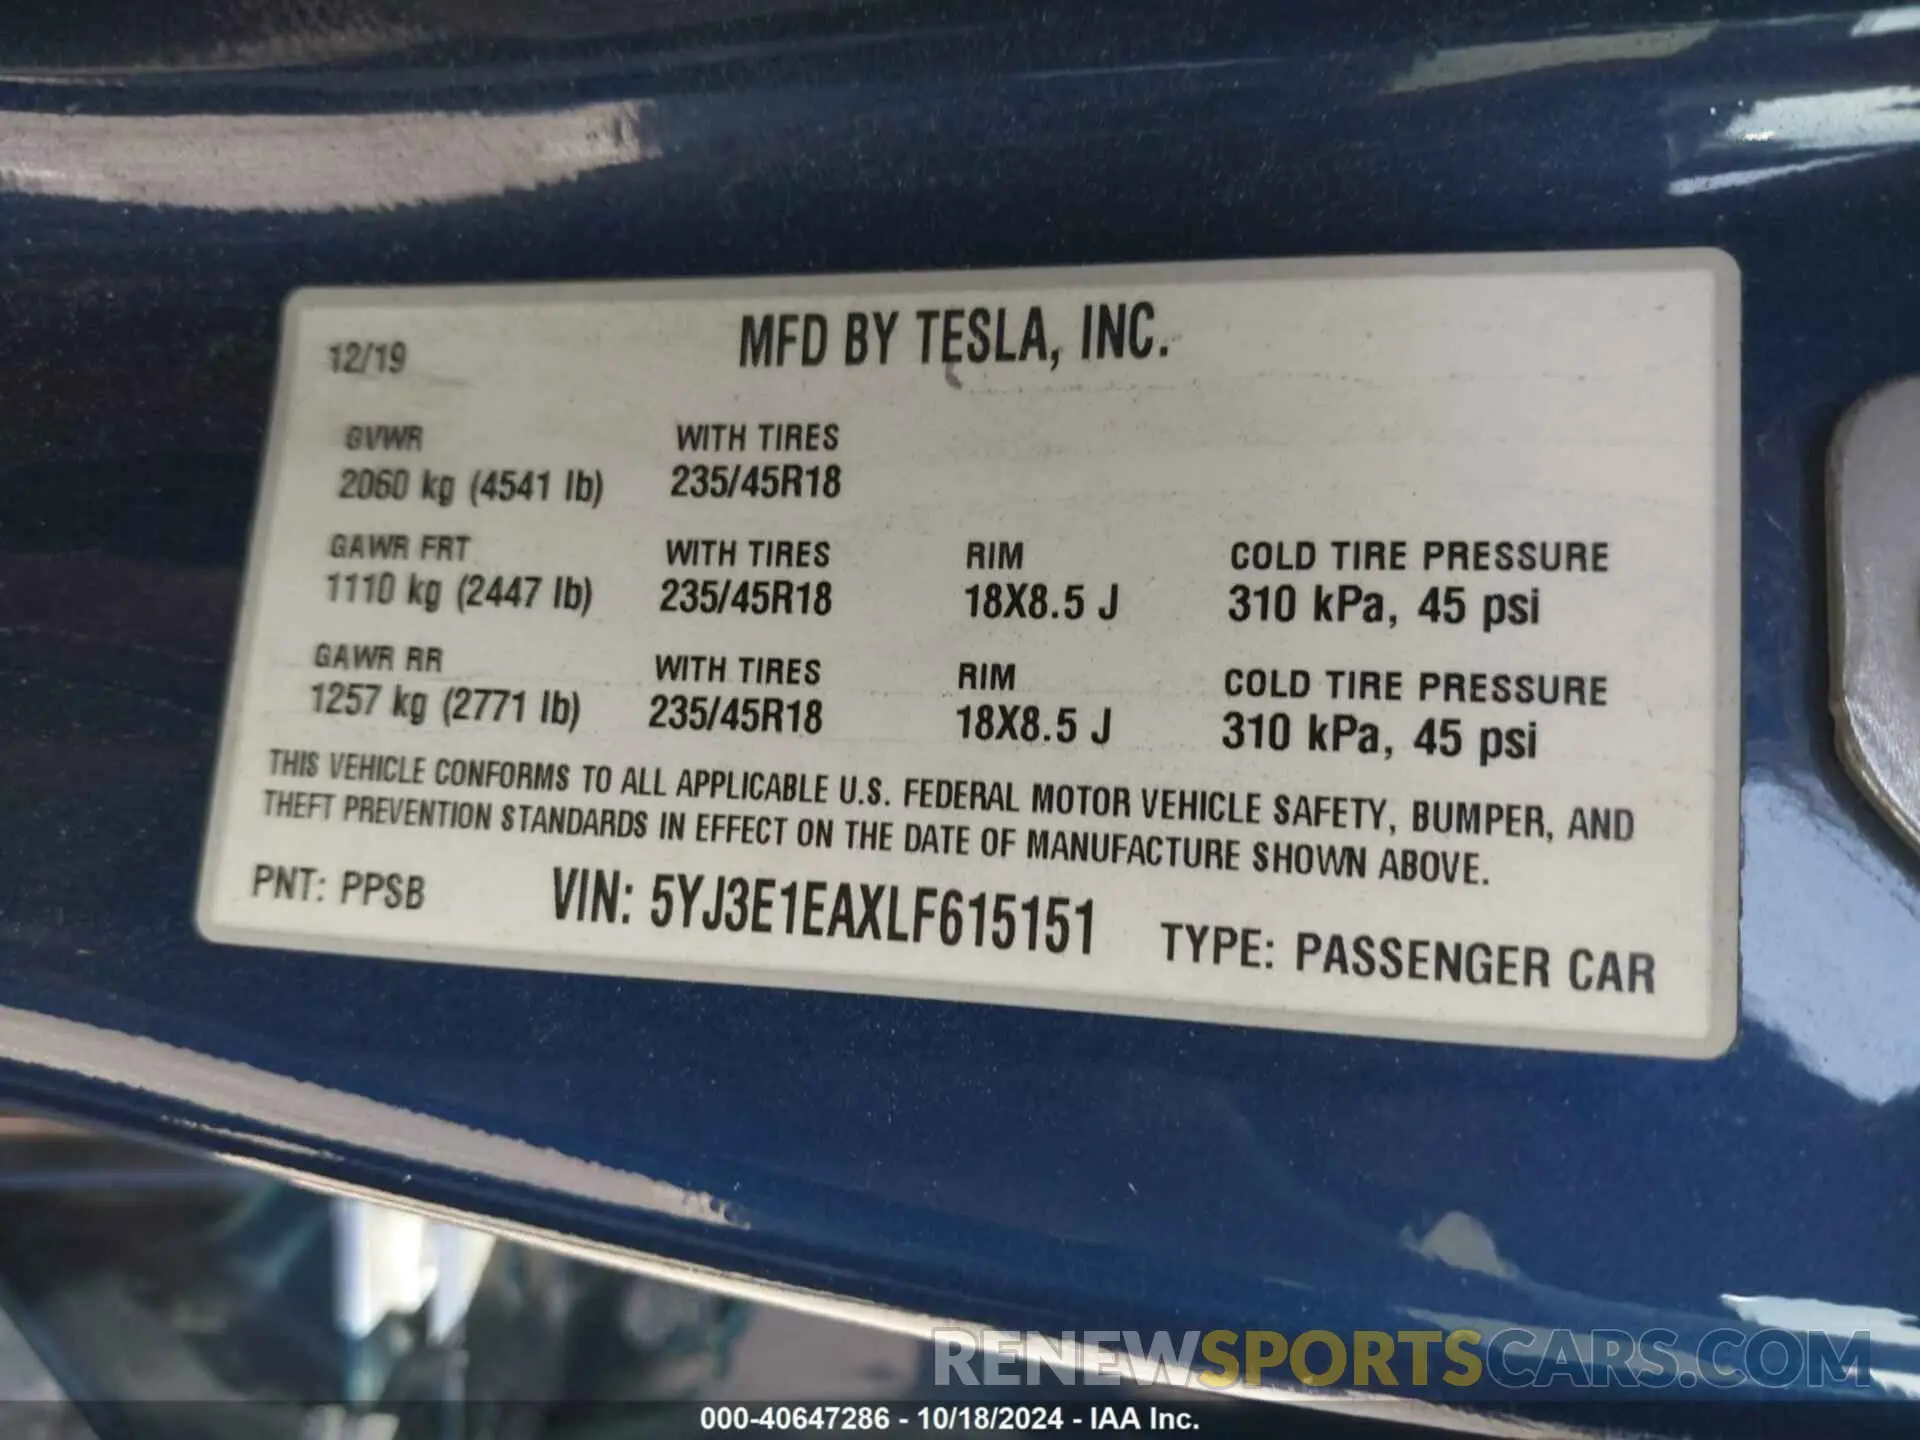 12/19 MFD BY TESLA, INC.
GVWR WITH TIRES
2060 kg (4541 lb) 235/45R18
GAWR FRT WITH TIRES RIM COLD TIRE PRESSURE
1110 kg (2447 lb) 235/45R18 18X8.5 J 310 kPa, 45 psi
GAWR RR WITH TIRES RIM COLD TIRE PRESSURE
1257 kg (2771 lb) 235/45R18 18X8.5 J 310 kPa, 45 psi
THIS VEHICLE CONFORMS TO ALL APPLICABLE U.S. FEDERAL MOTOR VEHICLE SAFETY, BUMPER, AND
THEFT PREVENTION STANDARDS IN EFFECT ON THE DATE OF MANUFACTURE SHOWN ABOVE.
PNT: PPSB VIN: 5YJ3E1EAXLF615151 TYPE: PASSENGER CAR
RENEWSPORTSCARS.COM
000-40647286 - 10/18/2024 - IAA Inc.